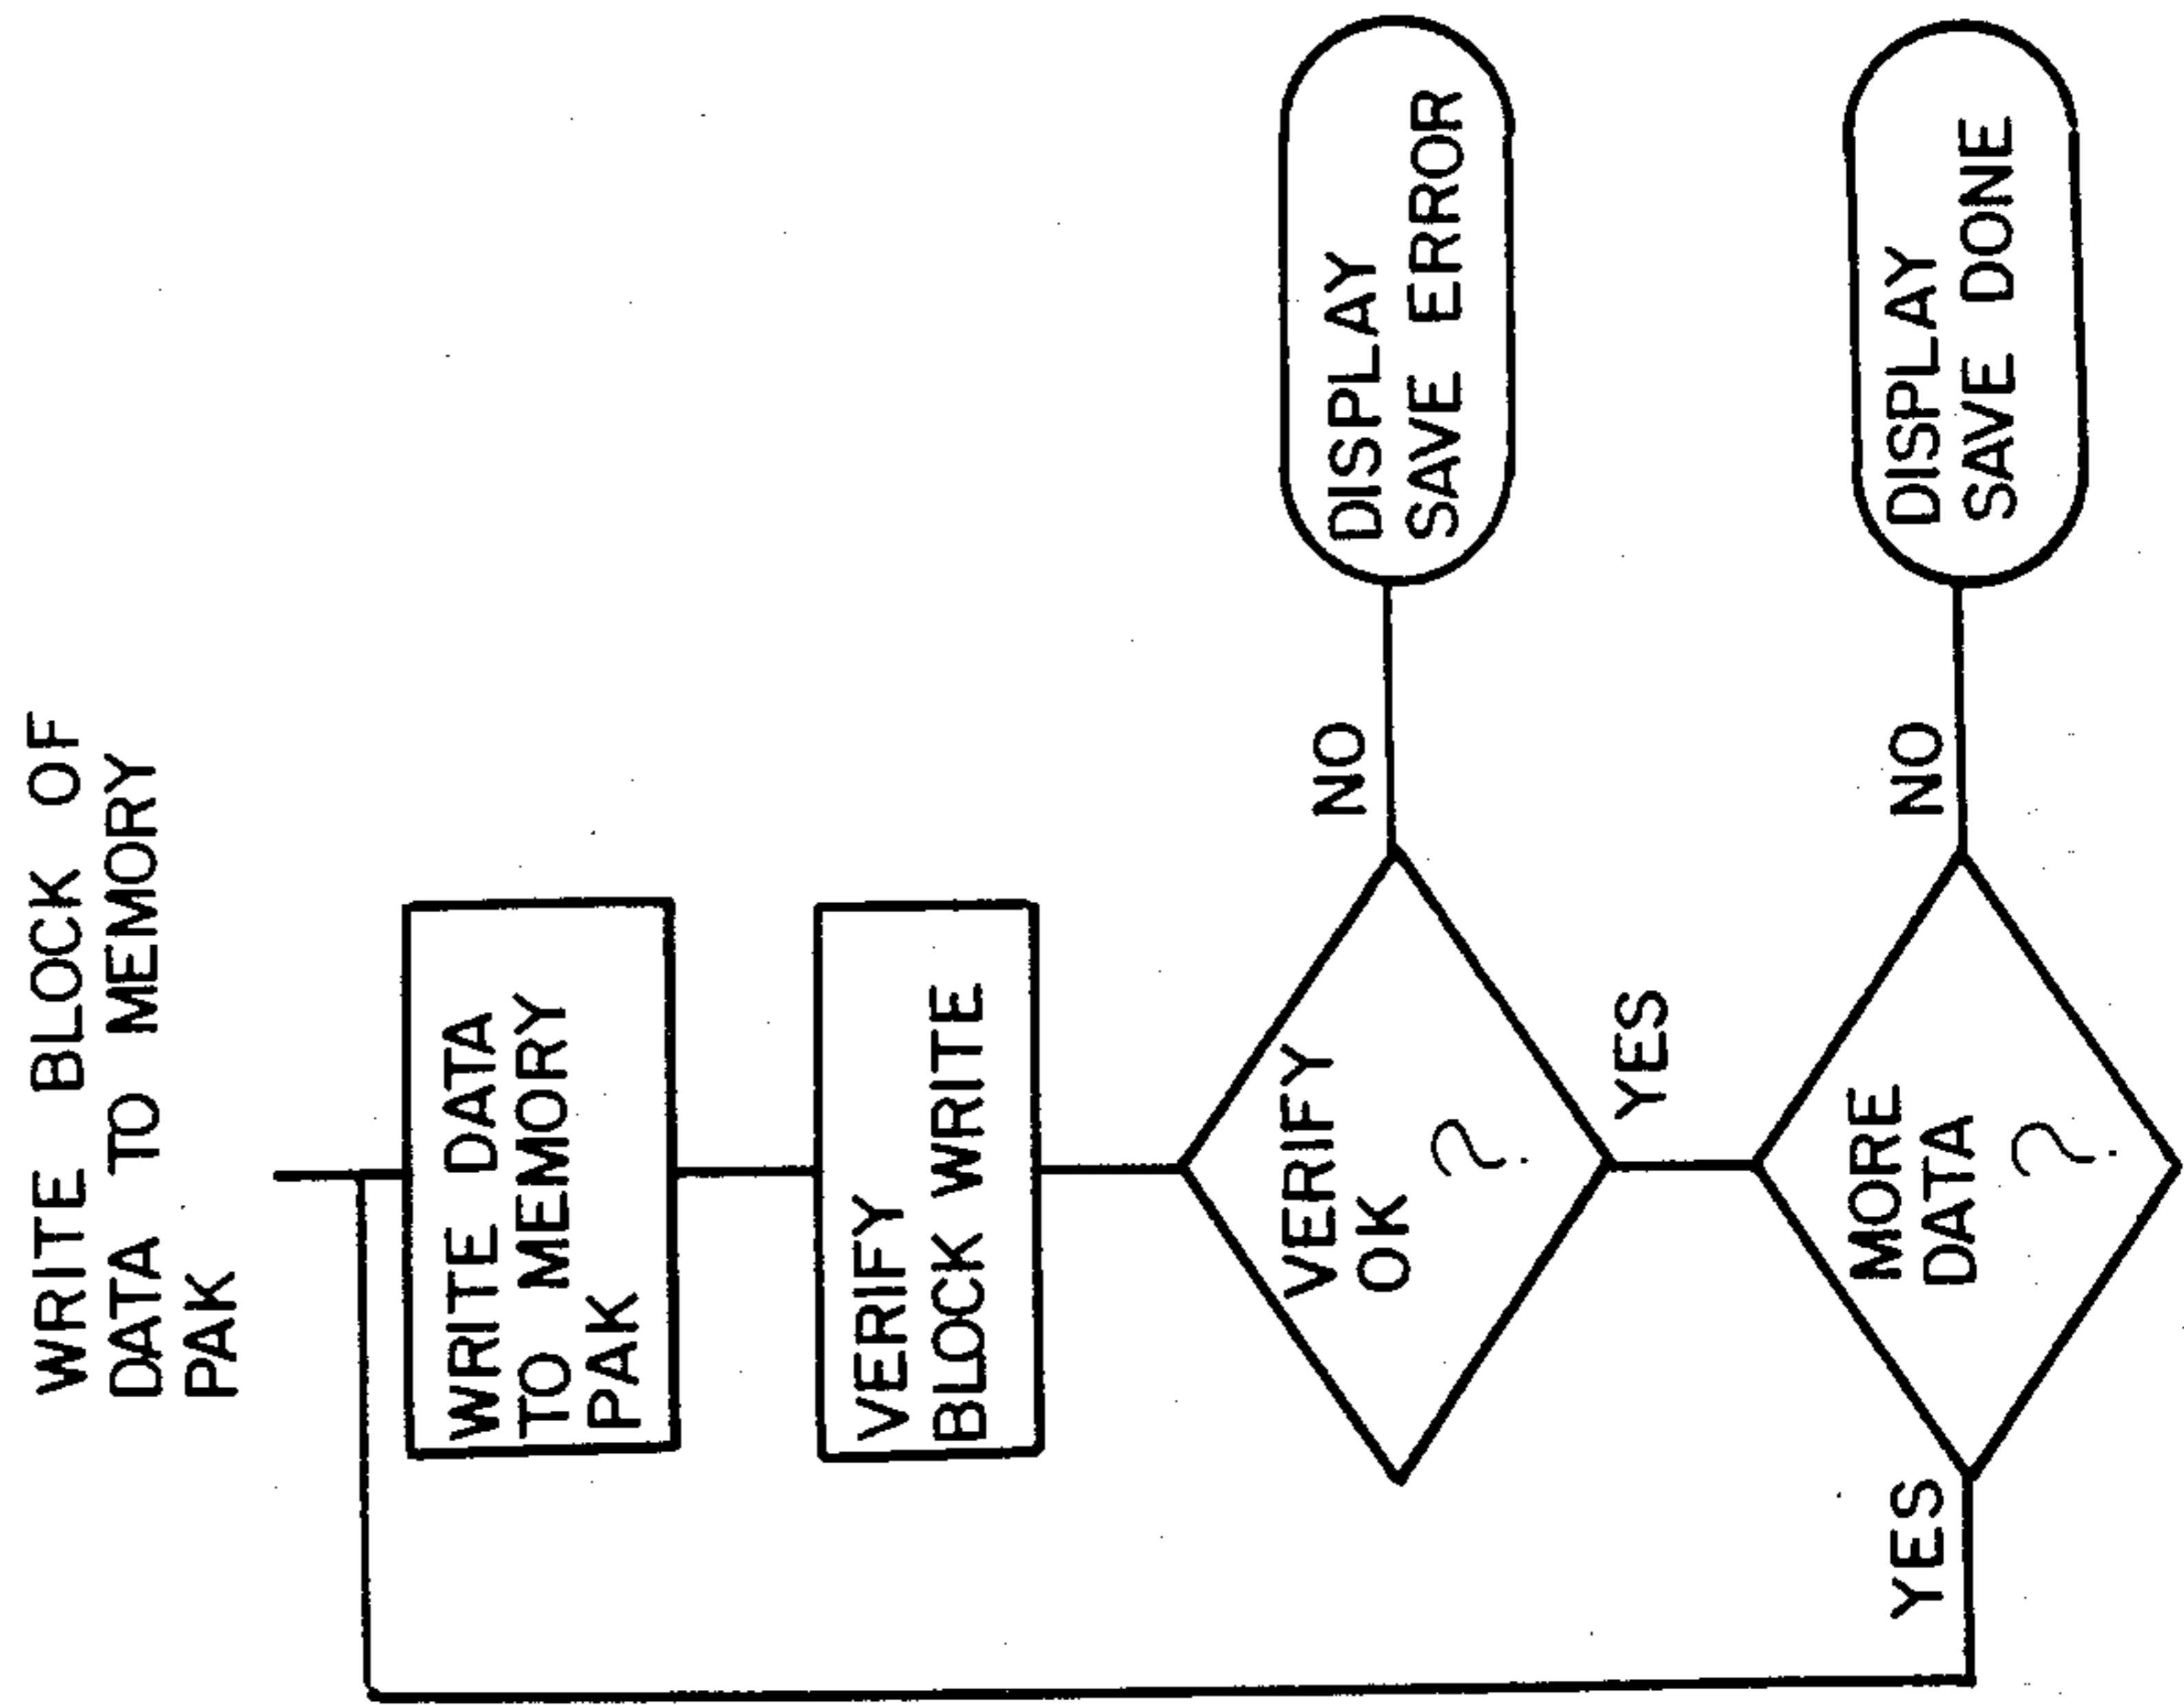 WRITE BLOCK OF
DATA TO MEMORY
PAK
WRITE DATA
TO MEMORY
PAK
VERIFY
BLOCK WRITE
VERIFY
OK
?
NO
DISPLAY
SAVE ERROR
YES
MORE
DATA
?
NO
DISPLAY
SAVE DONE
YES